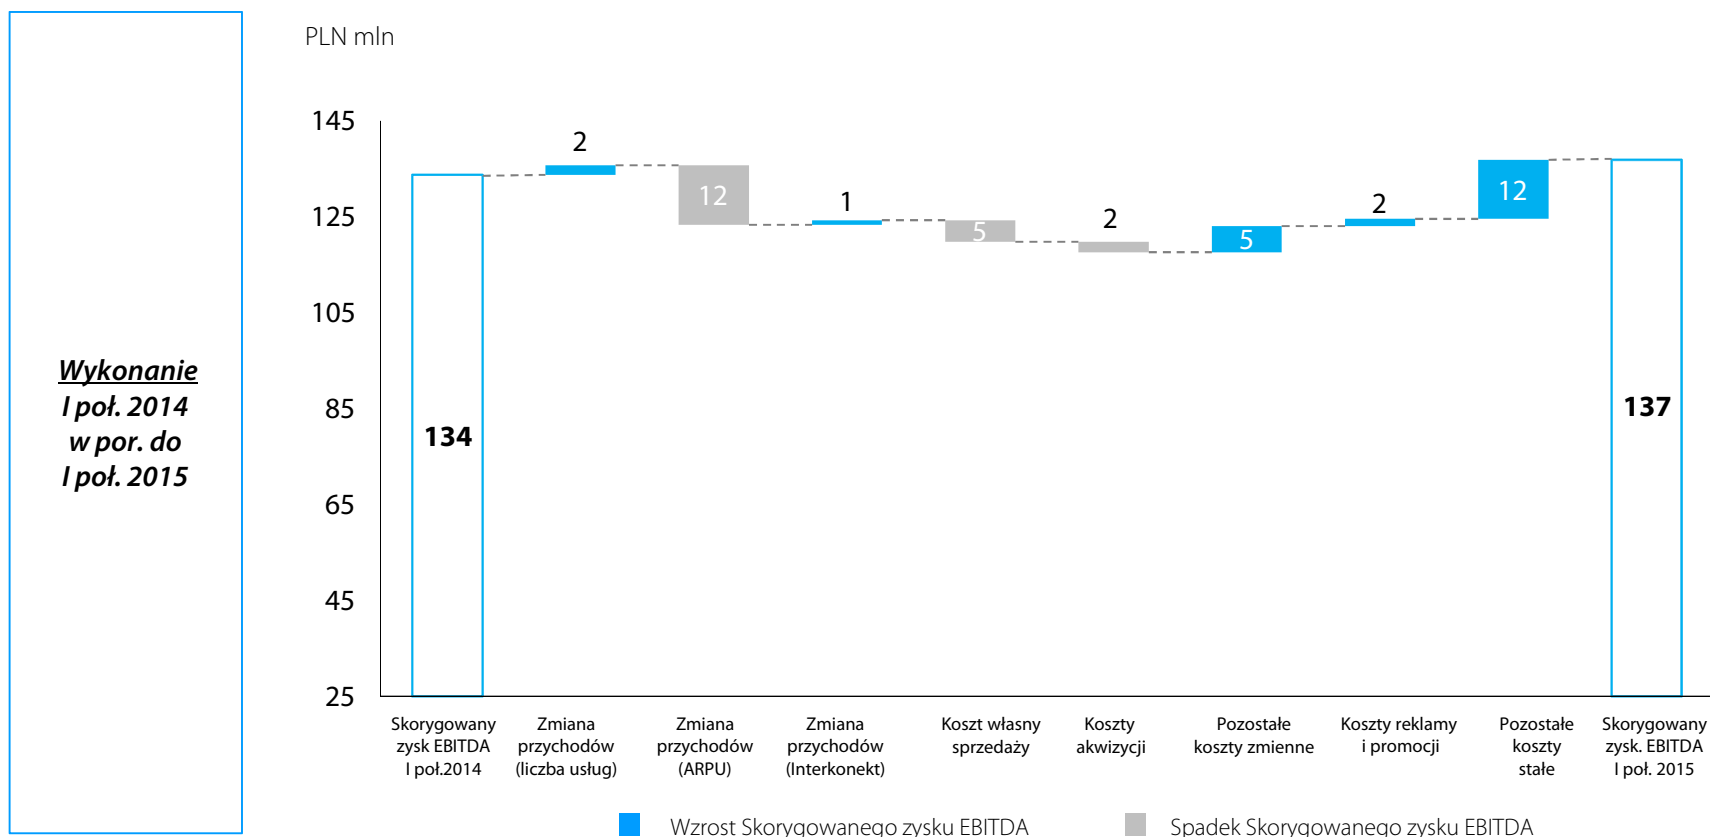 PLN mln
Wykonanie
I poł. 2014
w por. do
I poł. 2015
145
125
105
85
65
45
25
134
2
12
1
5
2
5
2
12
137
Skorygowany
zysk EBITDA
I poł.2014
Zmiana
przychodów
(liczba usług)
Zmiana
przychodów
(ARPU)
Zmiana
przychodów
(Interkonekt)
Koszt własny
sprzedaży
Koszty
akwizycji
Pozostałe
koszty zmienne
Koszty reklamy
i promocji
Pozostałe
koszty
stałe
Skorygowany
zysk. EBITDA
I poł. 2015
Wzrost Skorygowanego zysku EBITDA
Spadek Skorygowanego zysku EBITDA